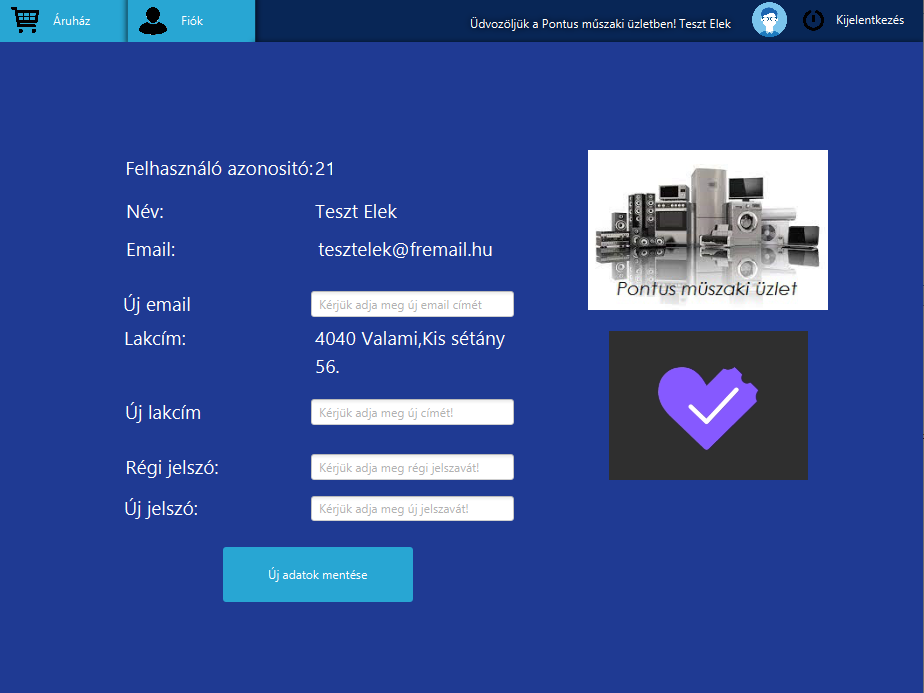 Áruház
Fiók
Üdvozöljük a Pontus műszaki üzletben! Teszt Elek
Kijelentkezés
Felhasználó azonositó: 21
Név: Teszt Elek
Email: tesztelek@fremail.hu
Új email Kérjük adja meg új email címét
Lakcím: 4040 Valami,Kis sétány
56.
Új lakcím Kérjük adja meg új címét!
Régi jelszó: Kérjük adja meg régi jelszavát!
Új jelszó: Kérjük adja meg új jelszavát!
Új adatok mentése
Pontus műszaki üzlet